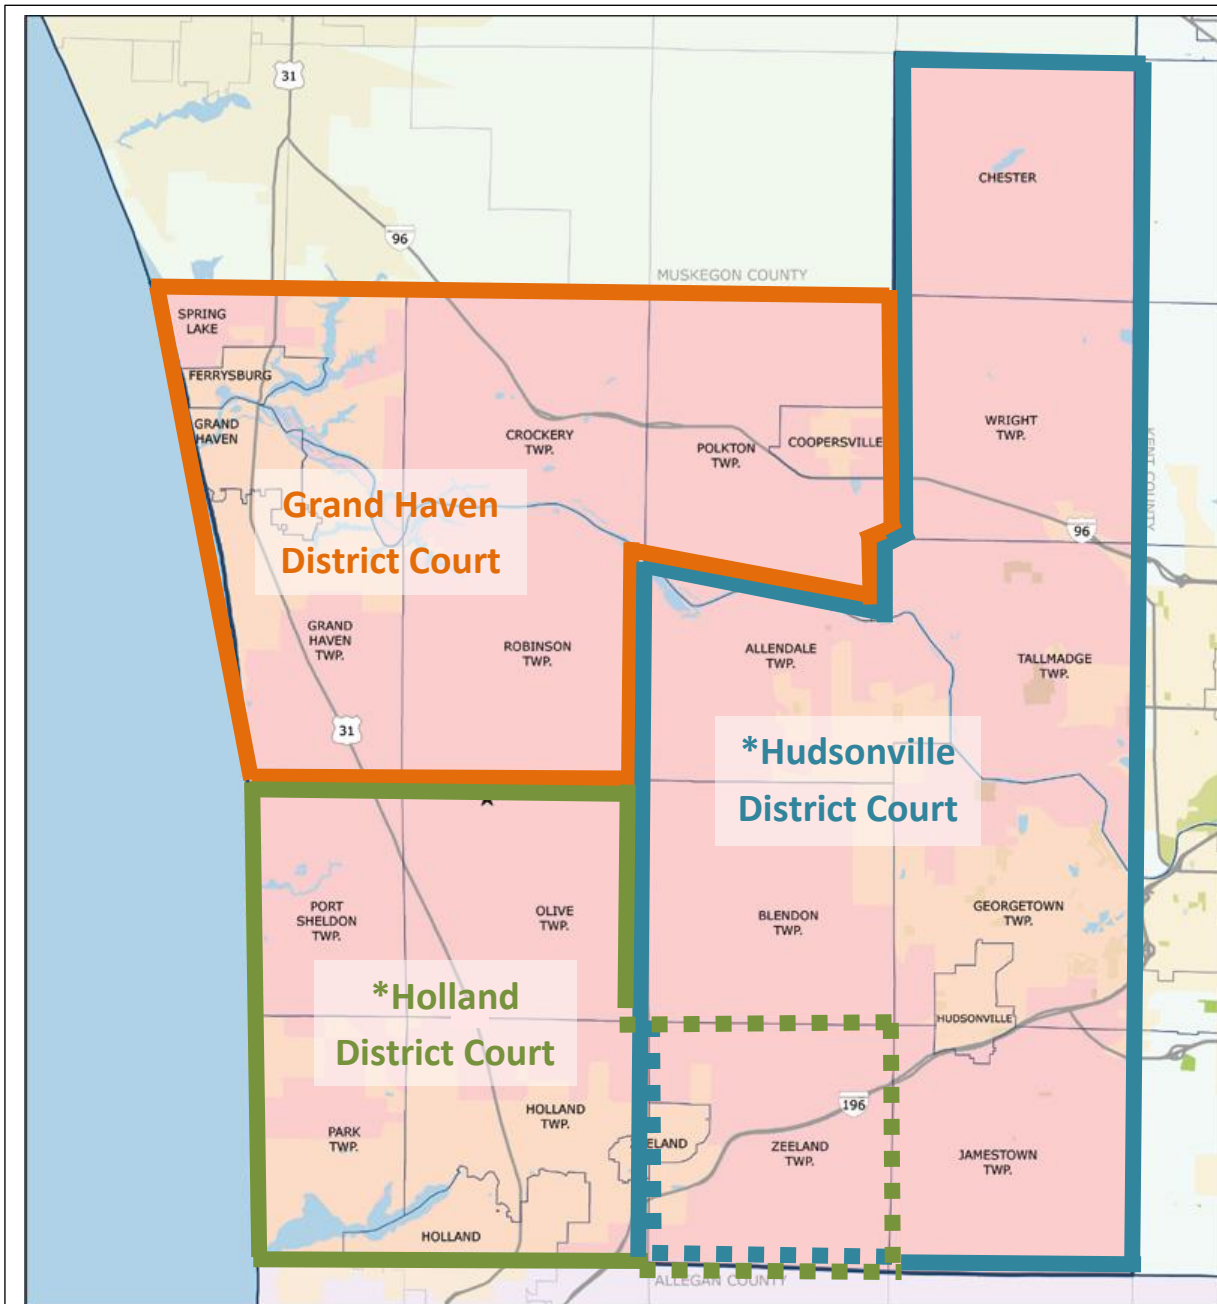 31
CHESTER
96
MUSKEGON COUNTY
SPRING
LAKE
FERRYSBURG
GRAND
HAVEN
CROCKERY
TWP.
POLKTON
TWP.
COOPERSVILLE
WRIGHT
TWP.
KENT COUNTY
Grand Haven
District Court
96
GRAND
HAVEN
TWP.
ROBINSON
TWP.
ALLENDALE
TWP.
TALLMADGE
TWP.
31
*Hudsonville
District Court
PORT
SHELDON
TWP.
OLIVE
TWP.
BLENDON
TWP.
GEORGETOWN
TWP.
*Holland
District Court
HUDSONVILLE
PARK
TWP.
HOLLAND
TWP.
ELAND
196
ZEELAND
TWP.
JAMESTOWN
TWP.
HOLLAND
ALLEGAN COUNTY